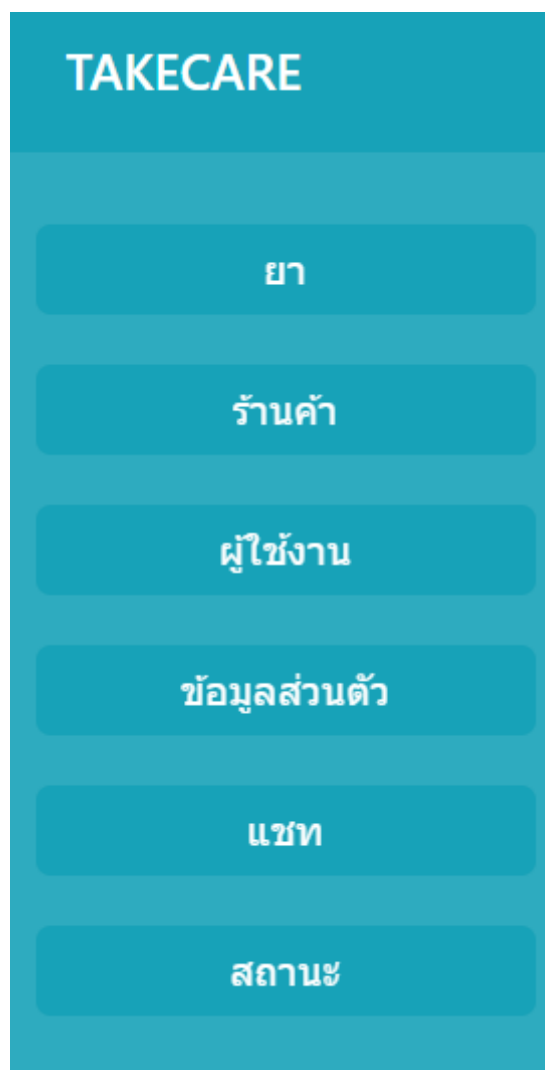 TAKECARE
ยา
ร้านค้า
ผู้ใช้งาน
ข้อมูลส่วนตัว
แชท
สถานะ